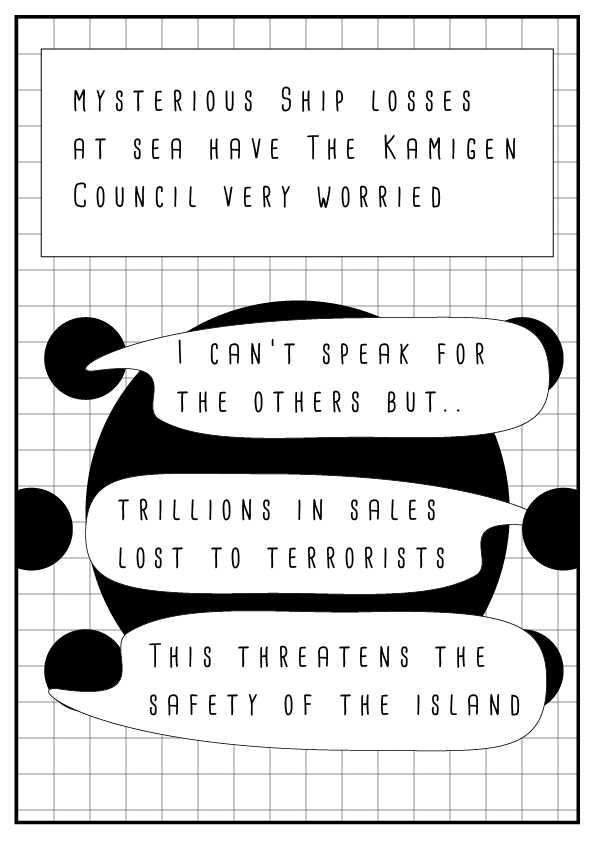 MYSTERIOUS SHIP LOSSES
AT SEA HAVE THE KAMIGEN
COUNCIL VERY WORRIED
I CAN'T SPEAK FOR
THE OTHERS BUT..
TRILLIONS IN SALES
LOST TO TERRORISTS
THIS THREATENS THE
SAFETY OF THE ISLAND